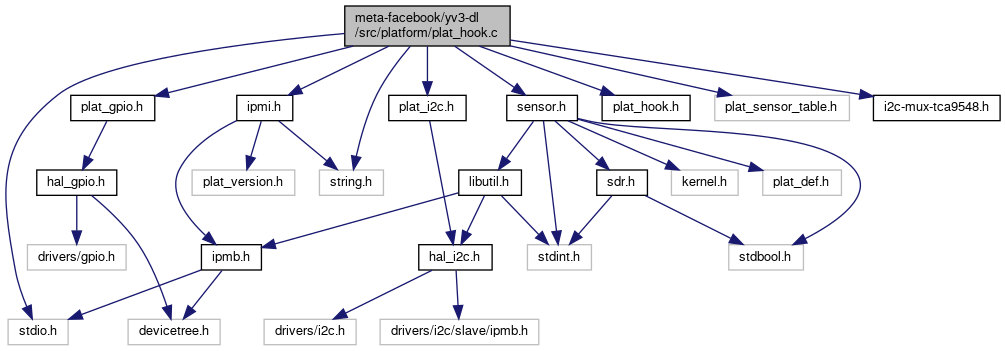 meta-facebook/yv3-dl
/src/platform/plat_hook.c
plat_gpio.h
ipmi.h
plat_i2c.h
sensor.h
plat_hook.h
plat_sensor_table.h
i2c-mux-tca9548.h
hal_gpio.h
plat_version.h
string.h
libutil.h
sdr.h
kernel.h
plat_def.h
drivers/gpio.h
ipmb.h
hal_i2c.h
stdint.h
stdbool.h
stdio.h
devicetree.h
drivers/i2c.h
drivers/i2c/slave/ipmb.h